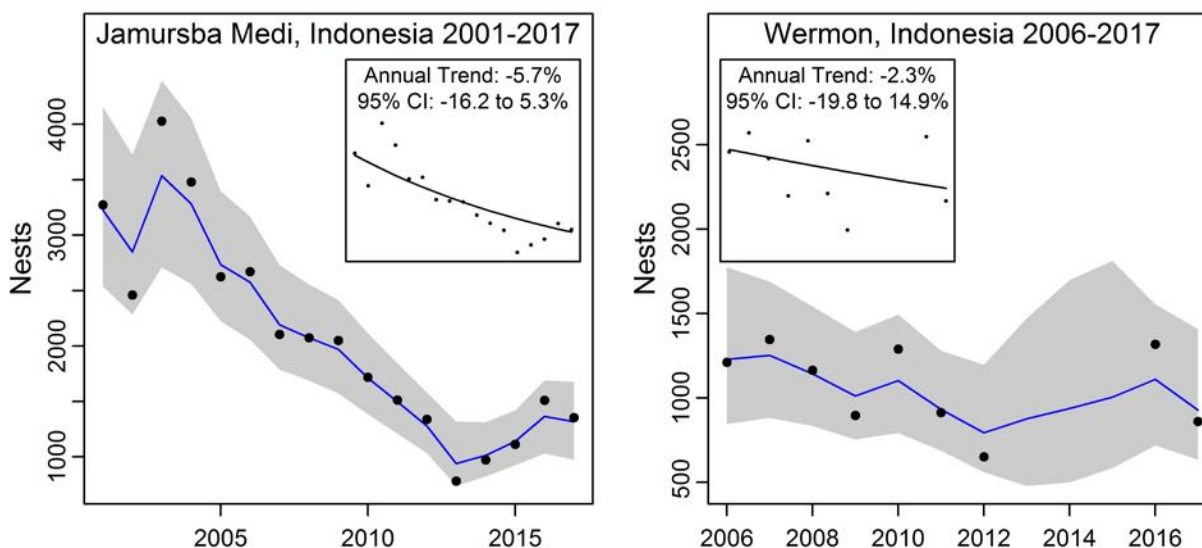 Jamursba Medi, Indonesia 2001-2017
Annual Trend: -5.7%
95% CI: -16.2 to 5.3%
Nests
4000
3000
2000
1000
2005
2010
2015
Wermon, Indonesia 2006-2017
Annual Trend: -2.3%
95% CI: -19.8 to 14.9%
Nests
2500
2000
1500
1000
500
2006
2008
2010
2012
2014
2016